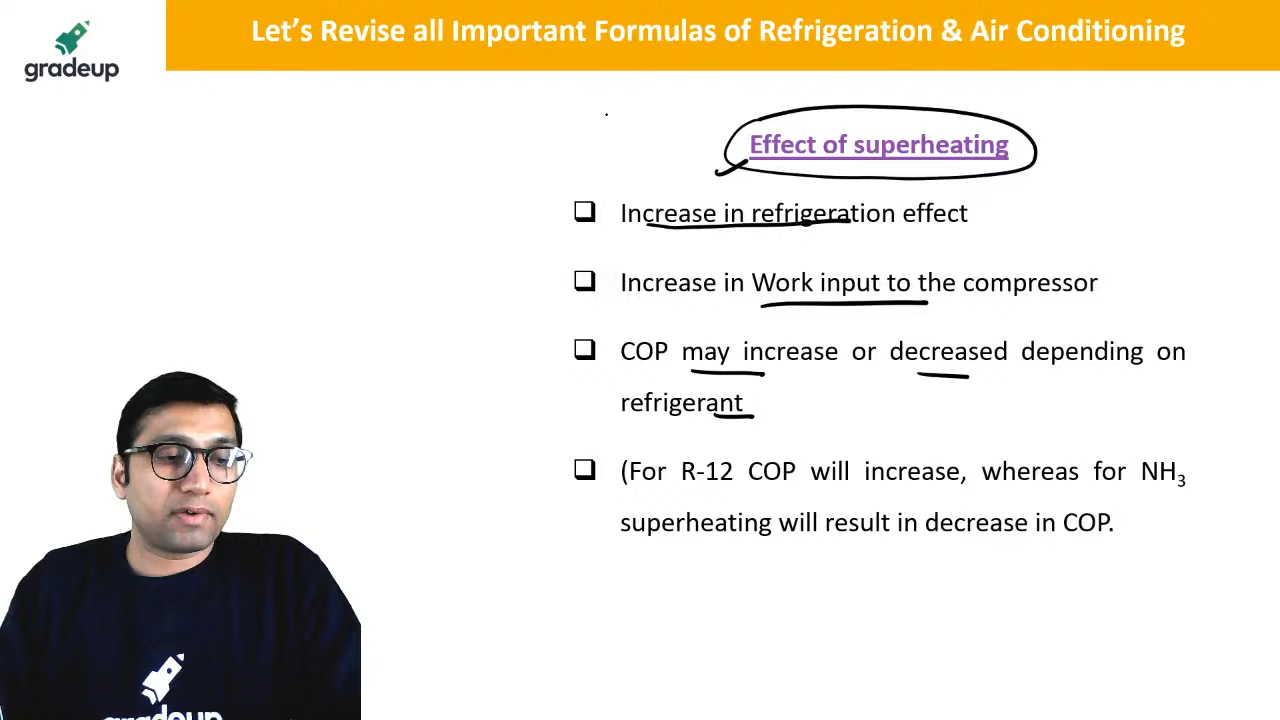 Let's Revise all Important Formulas of Refrigeration & Air Conditioning
gradeup
Effect of superheating
❑ Increase in refrigeration effect
❑ Increase in Work input to the compressor
❑ COP may increase or decreased depending on
refrigerant
❑ (For R-12 COP will increase, whereas for NH₃
superheating will result in decrease in COP.
gradeup